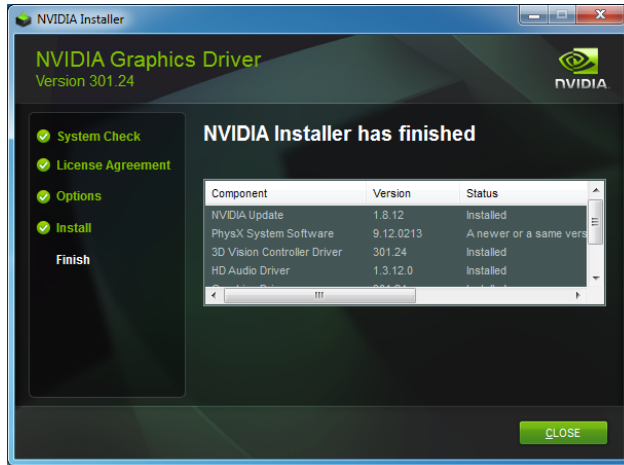 NVIDIA Installer
NVIDIA Graphics Driver
Version 301.24
NVIDIA
System Check
License Agreement
Options
Install
Finish
NVIDIA Installer has finished
Component Version Status
NVIDIA Update 1.8.12 Installed
PhysX System Software 9.12.0213 A newer or a same vers
3D Vision Controller Driver 301.24 Installed
HD Audio Driver 1.3.12.0 Installed
CLOSE